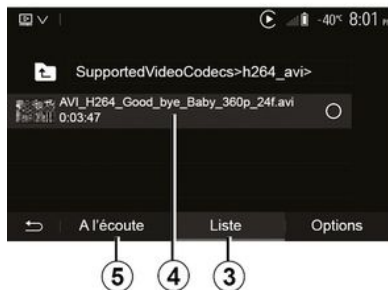 -40°c 8:01
SupportedVideoCodecs>h264_avi>
AVI_H264_Good_bye_Baby_360p_24f.avi
0:03:47
A l'écoute Liste Options
5 4 3